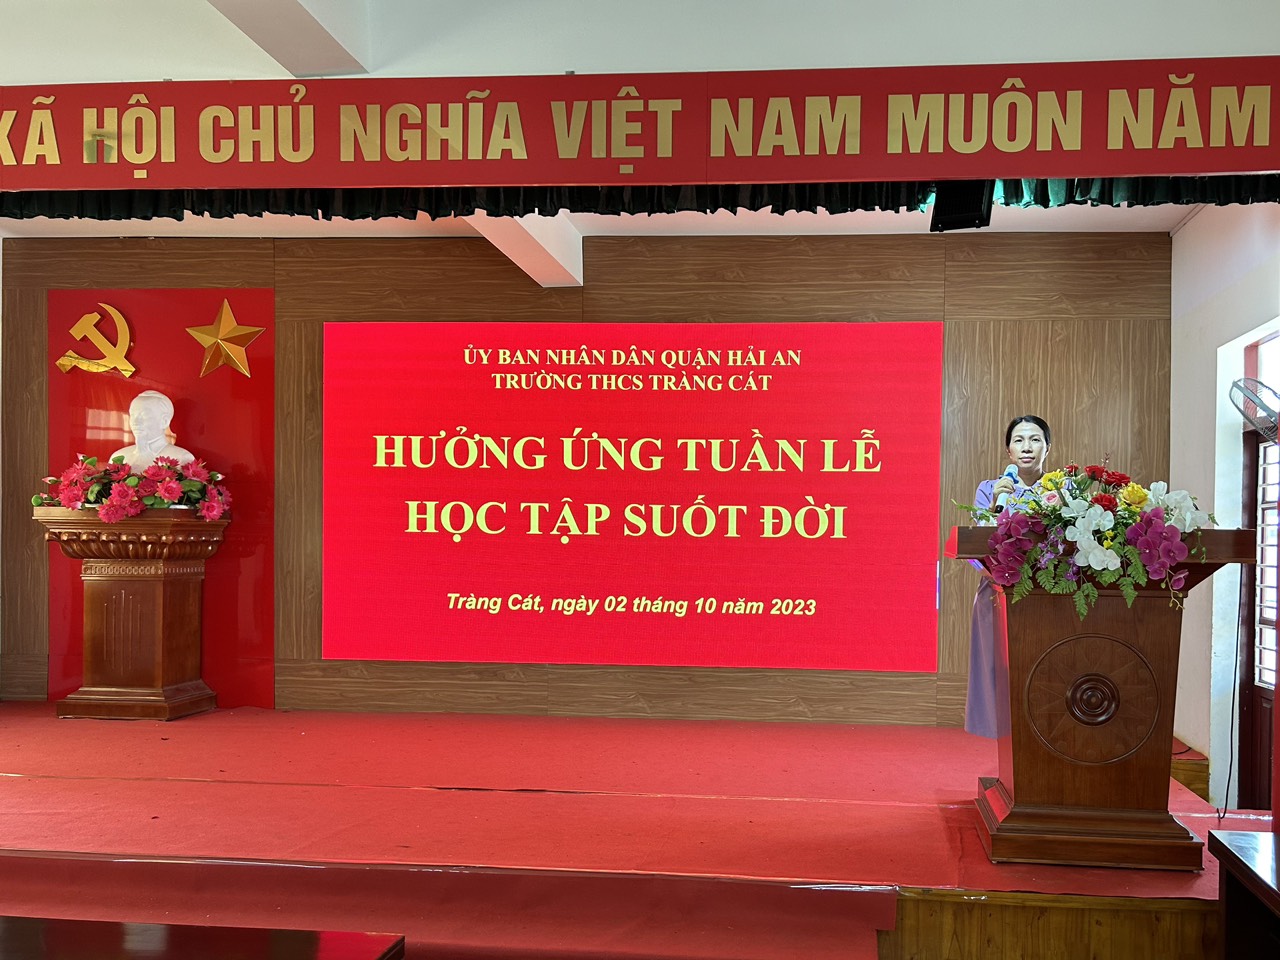 XÃ HỘI CHỦ NGHĨA VIỆT NAM MUÔN NĂM
ỦY BAN NHÂN DÂN QUẬN HẢI AN
TRƯỜNG THCS TRÀNG CÁT
HƯỞNG ỨNG TUẦN LỄ
HỌC TẬP SUỐT ĐỜI
Tràng Cát, ngày 02 tháng 10 năm 2023